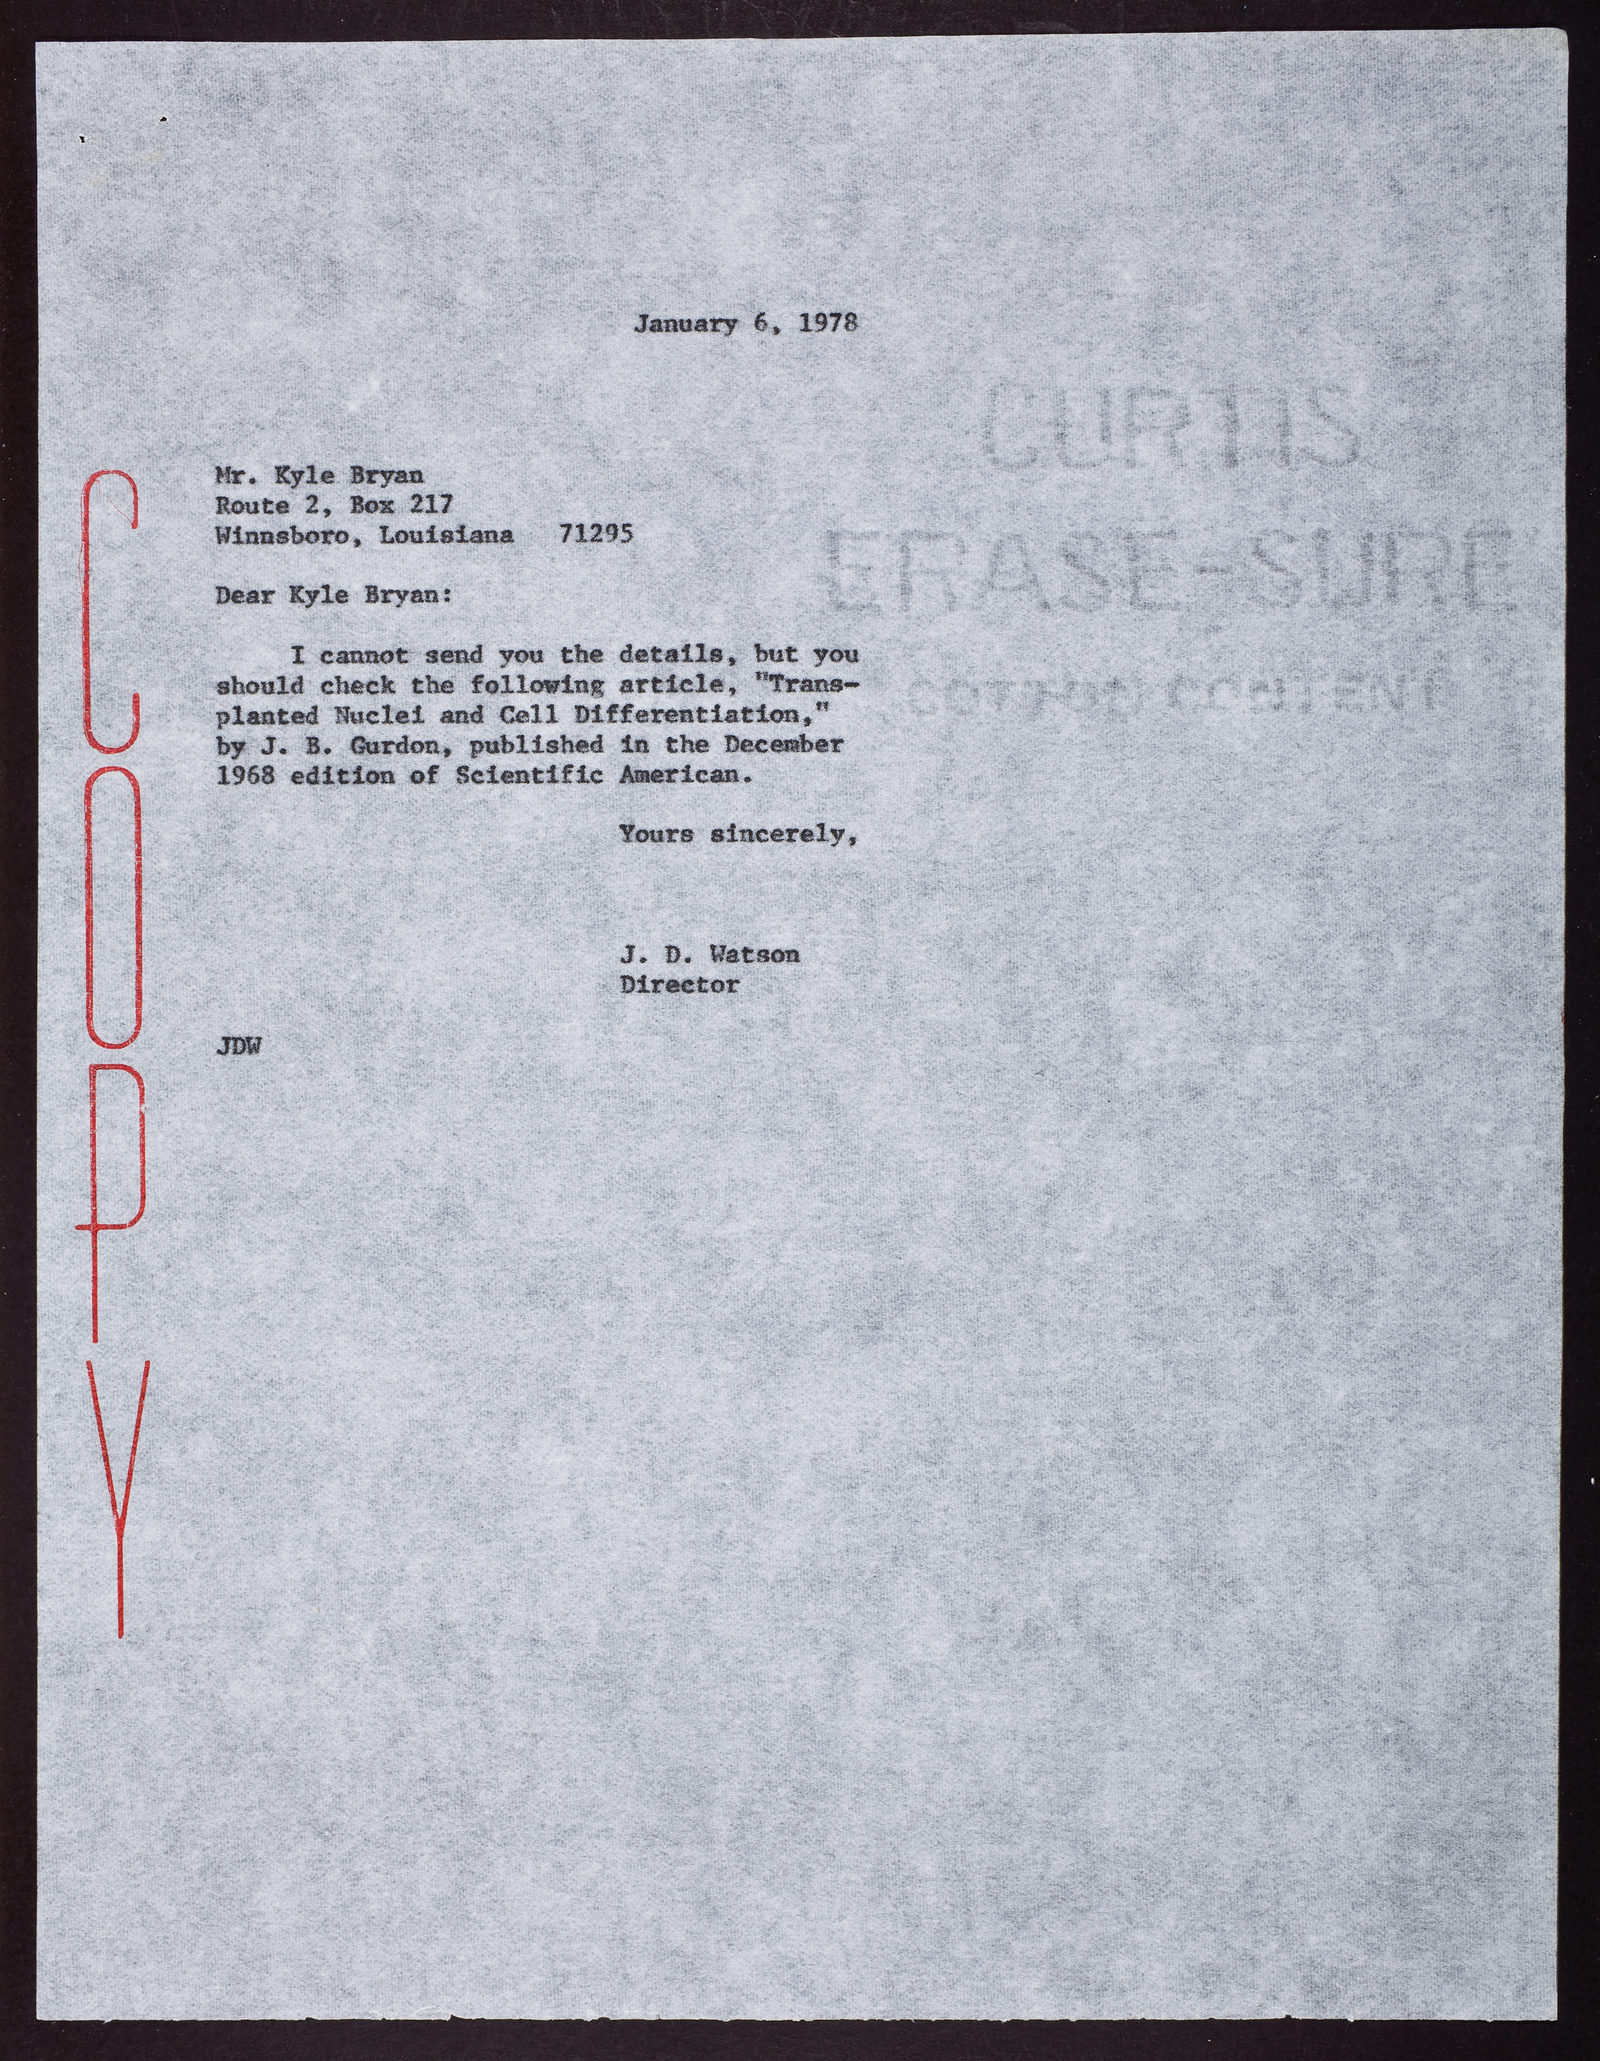 January 6, 1978
CURTIS
ERASE-SURE
COTTON CONTENT
COPY
Mr. Kyle Bryan
Route 2, Box 217
Winnsboro, Louisiana 71295
Dear Kyle Bryan:
I cannot send you the details, but you
should check the following article, "Trans-
planted Nuclei and Cell Differentiation,"
by J. B. Gurdon, published in the December
1968 edition of Scientific American.
Yours sincerely,
J. D. Watson
Director
JDW